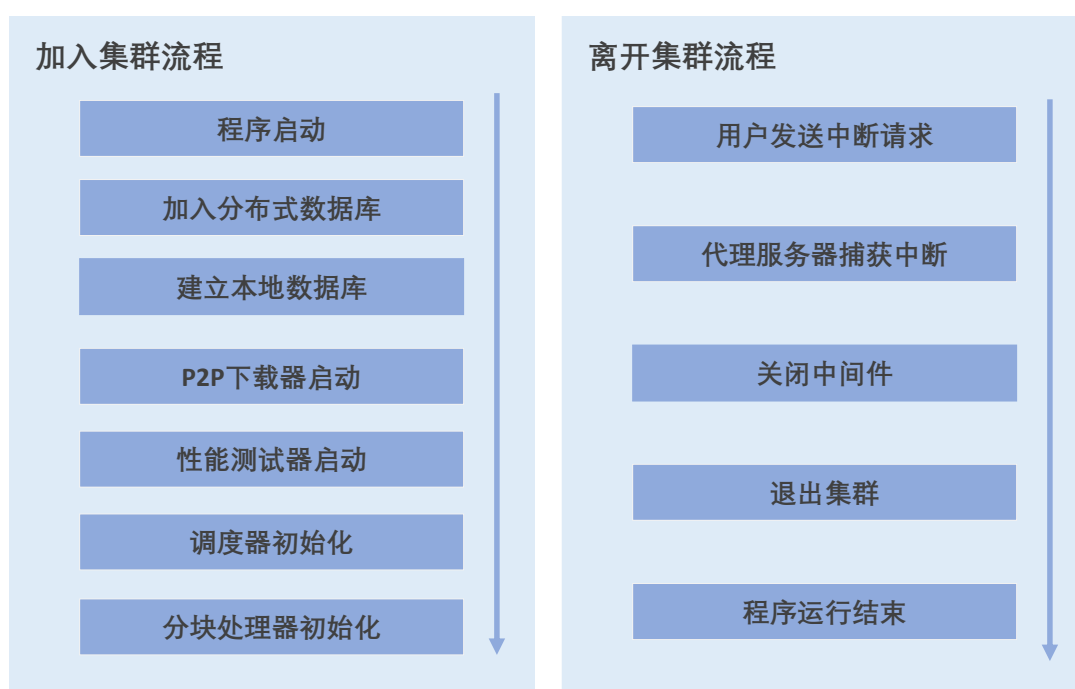 加入集群流程
程序启动
加入分布式数据库
建立本地数据库
P2P下载器启动
性能测试器启动
调度器初始化
分块处理器初始化
离开集群流程
用户发送中断请求
代理服务器捕获中断
关闭中间件
退出集群
程序运行结束